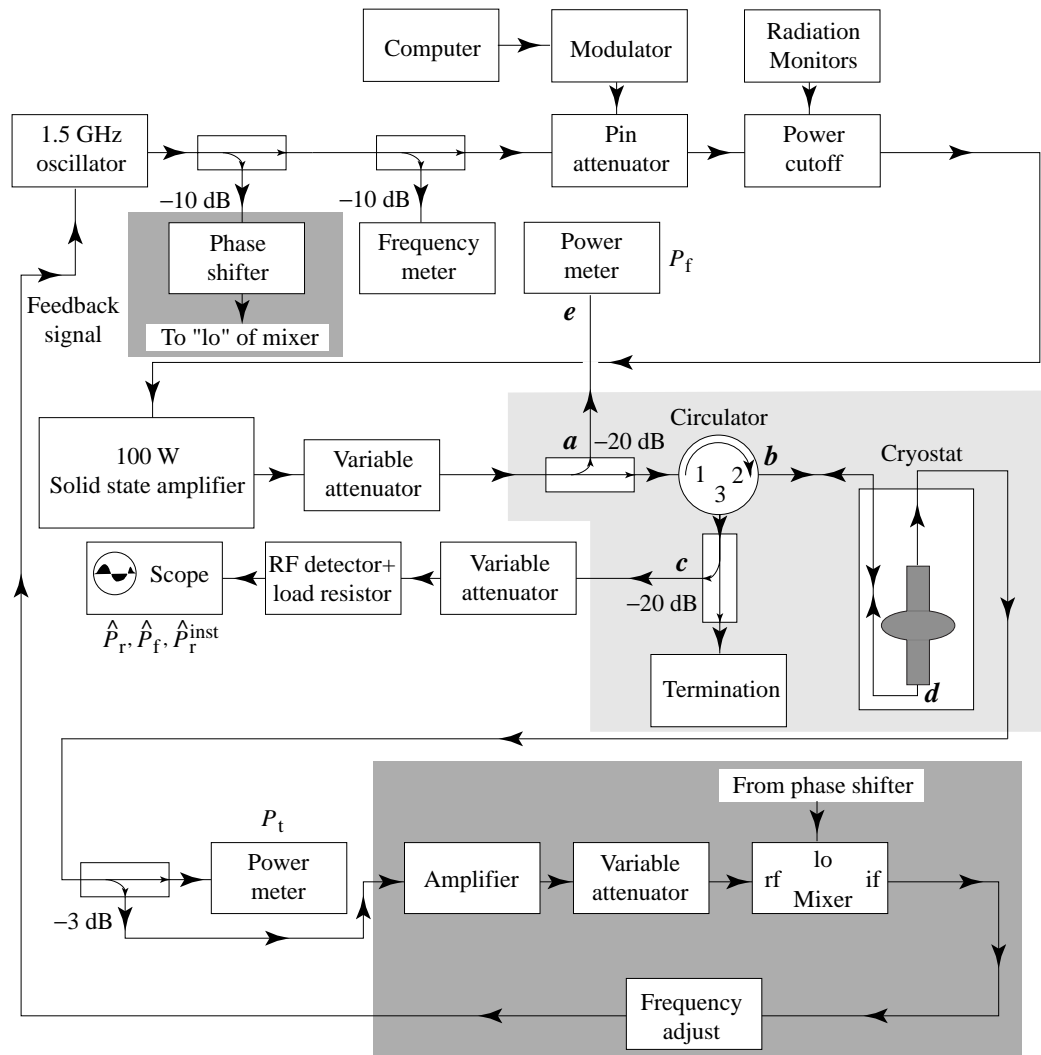 Computer
Modulator
Radiation
Monitors
1.5 GHz
oscillator
Pin
attenuator
Power
cutoff
−10 dB
−10 dB
Phase
shifter
Frequency
meter
Power
meter
P_f
Feedback
signal
To "lo" of mixer
e
100 W
Solid state amplifier
Variable
attenuator
a
−20 dB
Circulator
1 2
3
b
Cryostat
Scope
RF detector+
load resistor
Variable
attenuator
c
−20 dB
P̂_r, P̂_f, P̂_r^inst
Termination
d
From phase shifter
P_t
Power
meter
−3 dB
Amplifier
Variable
attenuator
lo
rf if
Mixer
Frequency
adjust